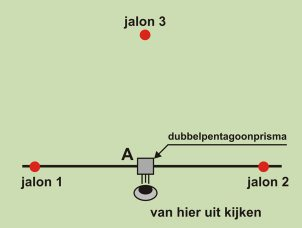 jalon 3
dubbelpentagoonprisma
A
jalon 1
jalon 2
van hier uit kijken